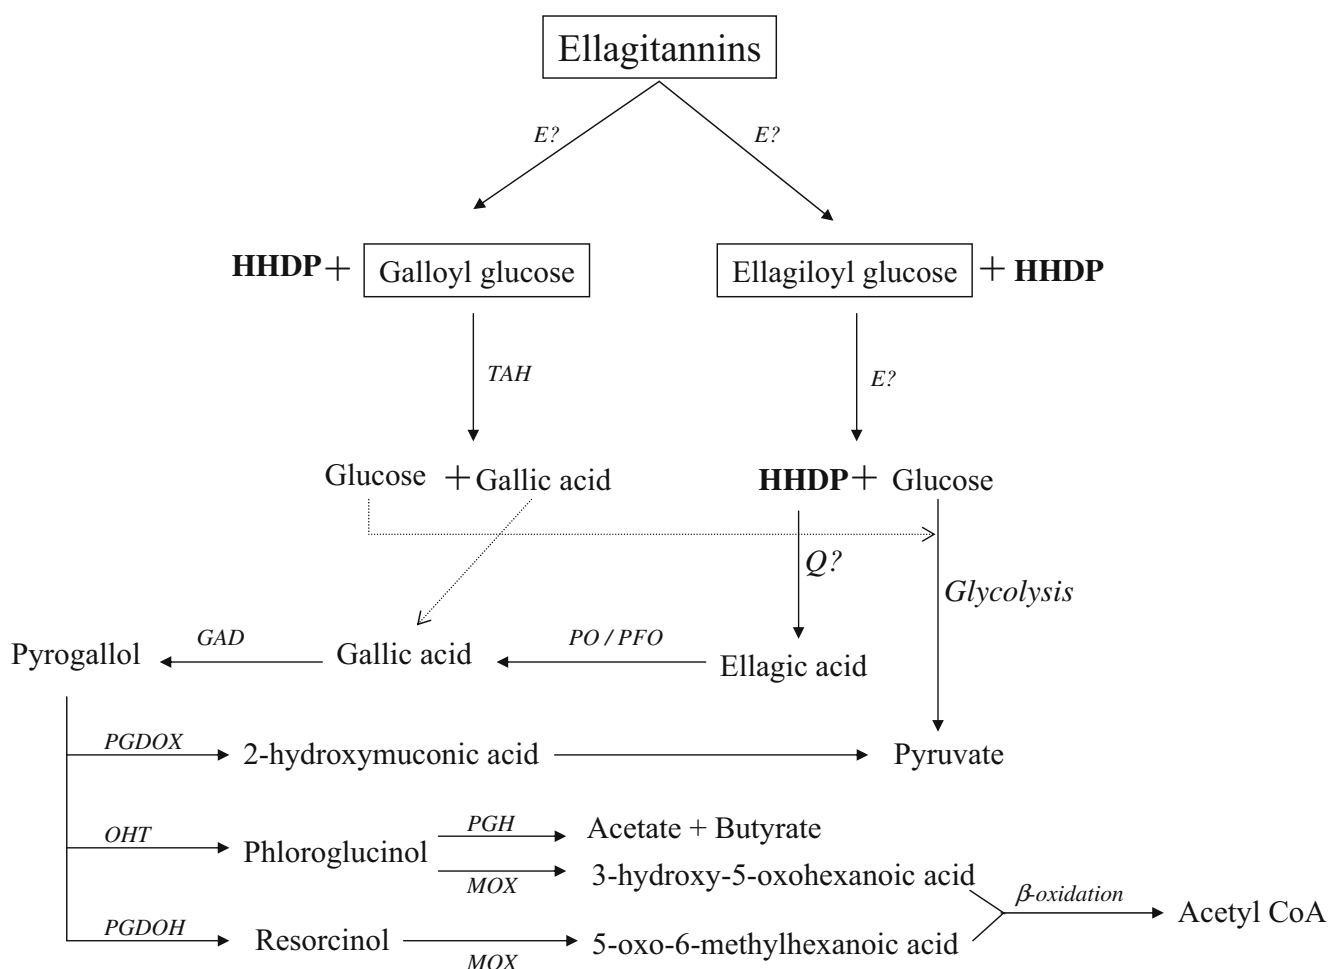 Ellagitannins
E? E?
HHDP + Galloyl glucose Ellagiloyl glucose + HHDP
TAH E?
Glucose + Gallic acid HHDP + Glucose
Q? Glycolysis
Pyrogallol GAD Gallic acid PO / PFO Ellagic acid
PGDOX 2-hydroxymuconic acid Pyruvate
OHT Phloroglucinol PGH Acetate + Butyrate
MOX 3-hydroxy-5-oxohexanoic acid
β-oxidation Acetyl CoA
PGDOH Resorcinol MOX 5-oxo-6-methylhexanoic acid